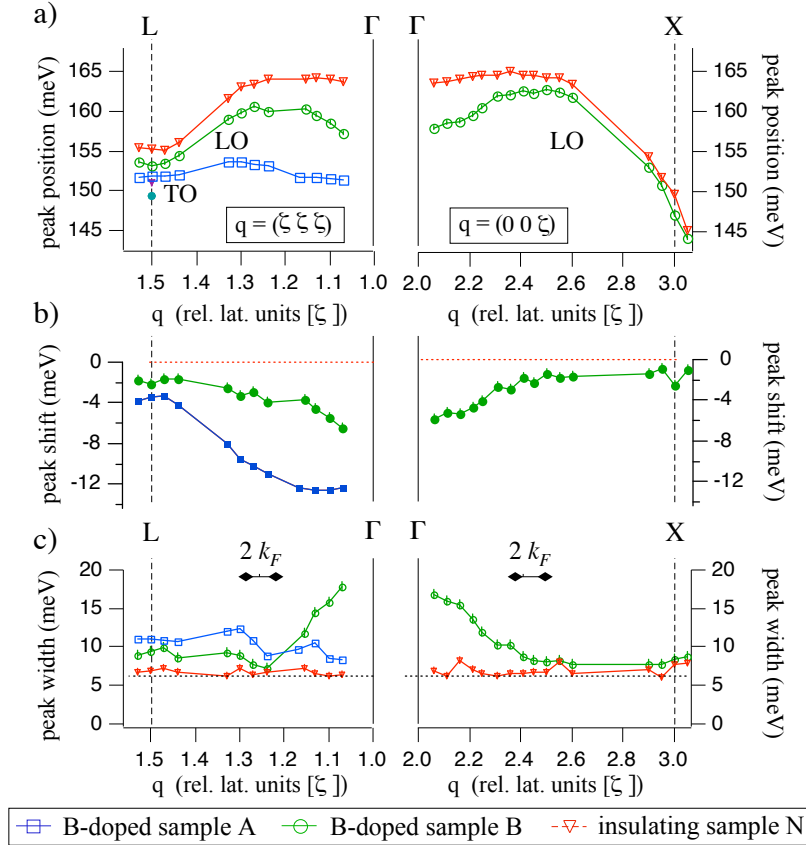 a)
L
Γ
Γ
X
peak position (meV)
165
160
155
150
145
LO
TO
q = (ζ ζ ζ)
1.5 1.4 1.3 1.2 1.1 1.0
q (rel. lat. units [ζ ])
LO
q = (0 0 ζ)
2.0 2.2 2.4 2.6 2.8 3.0
q (rel. lat. units [ζ ])
165
160
155
150
145
peak position (meV)
b)
peak shift (meV)
0
-4
-8
-12
0
-4
-8
-12
peak shift (meV)
c)
L
Γ
Γ
X
peak width (meV)
20
15
10
5
0
2 kF
1.5 1.4 1.3 1.2 1.1 1.0
q (rel. lat. units [ζ ])
2 kF
2.0 2.2 2.4 2.6 2.8 3.0
q (rel. lat. units [ζ ])
20
15
10
5
0
peak width (meV)
B-doped sample A B-doped sample B insulating sample N